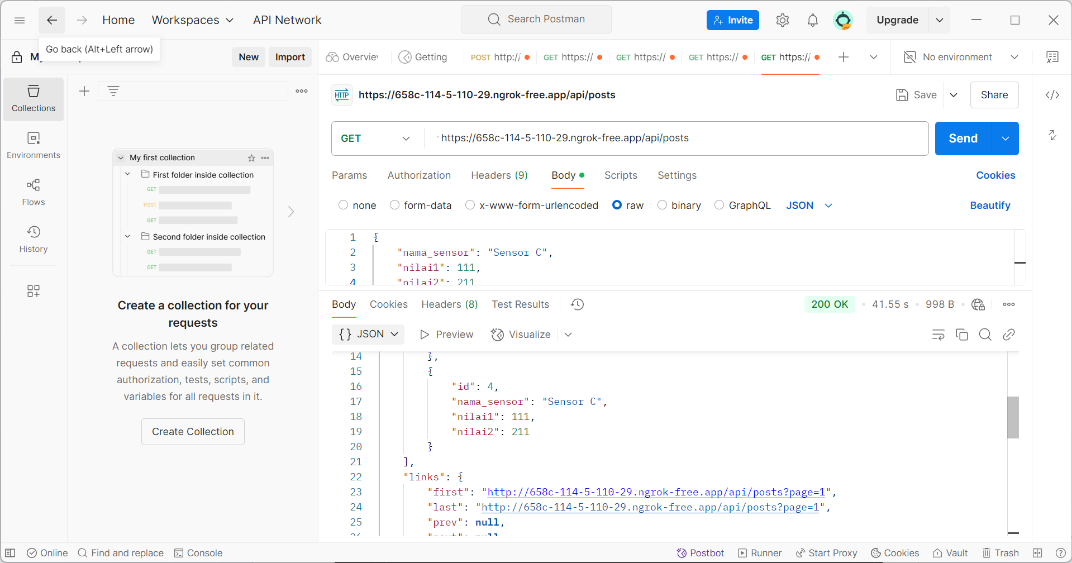 Home
Workspaces
API Network
Search Postman
Invite
Upgrade
Go back (Alt+Left arrow)
New
Import
Overvie
Getting
POST http://
GET https:/
GET https:/
GET https:/
GET https:/
No environment
Collections
Environments
Flows
History
My first collection
First folder inside collection
GET
POST
GET
Second folder inside collection
GET
GET
Create a collection for your
requests
A collection lets you group related
requests and easily set common
authorization, tests, scripts, and
variables for all requests in it.
Create Collection
HTTP
https://658c-114-5-110-29.ngrok-free.app/api/posts
Save
Share
GET
https://658c-114-5-110-29.ngrok-free.app/api/posts
Send
Params
Authorization
Headers (9)
Body
Scripts
Settings
Cookies
none
form-data
x-www-form-urlencoded
raw
binary
GraphQL
JSON
Beautify
1 {
2 "nama_sensor": "Sensor C",
3 "nilai1": 111,
4 "nilai2": 211
Body
Cookies
Headers (8)
Test Results
200 OK
41.55 s
998 B
{} JSON
Preview
Visualize
14 },
15 {
16 "id": 4,
17 "nama_sensor": "Sensor C",
18 "nilai1": 111,
19 "nilai2": 211
20 }
21 ],
22 "links": {
23 "first": "http://658c-114-5-110-29.ngrok-free.app/api/posts?page=1",
24 "last": "http://658c-114-5-110-29.ngrok-free.app/api/posts?page=1",
25 "prev": null,
Online
Find and replace
Console
Postbot
Runner
Start Proxy
Cookies
Vault
Trash